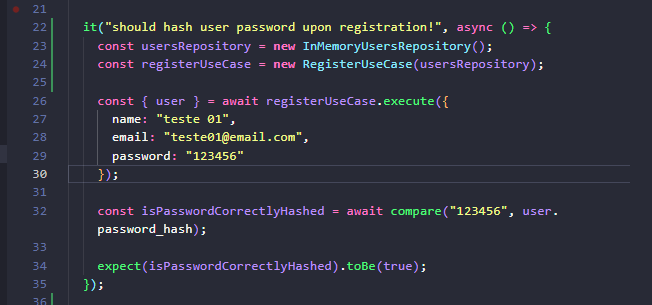 21
22 it("should hash user password upon registration!", async () => {
23 const usersRepository = new InMemoryUsersRepository();
24 const registerUseCase = new RegisterUseCase(usersRepository);
25
26 const { user } = await registerUseCase.execute({
27 name: "teste 01",
28 email: "teste01@email.com",
29 password: "123456"
30 });
31
32 const isPasswordCorrectlyHashed = await compare("123456", user.
password_hash);
33
34 expect(isPasswordCorrectlyHashed).toBe(true);
35 });
36